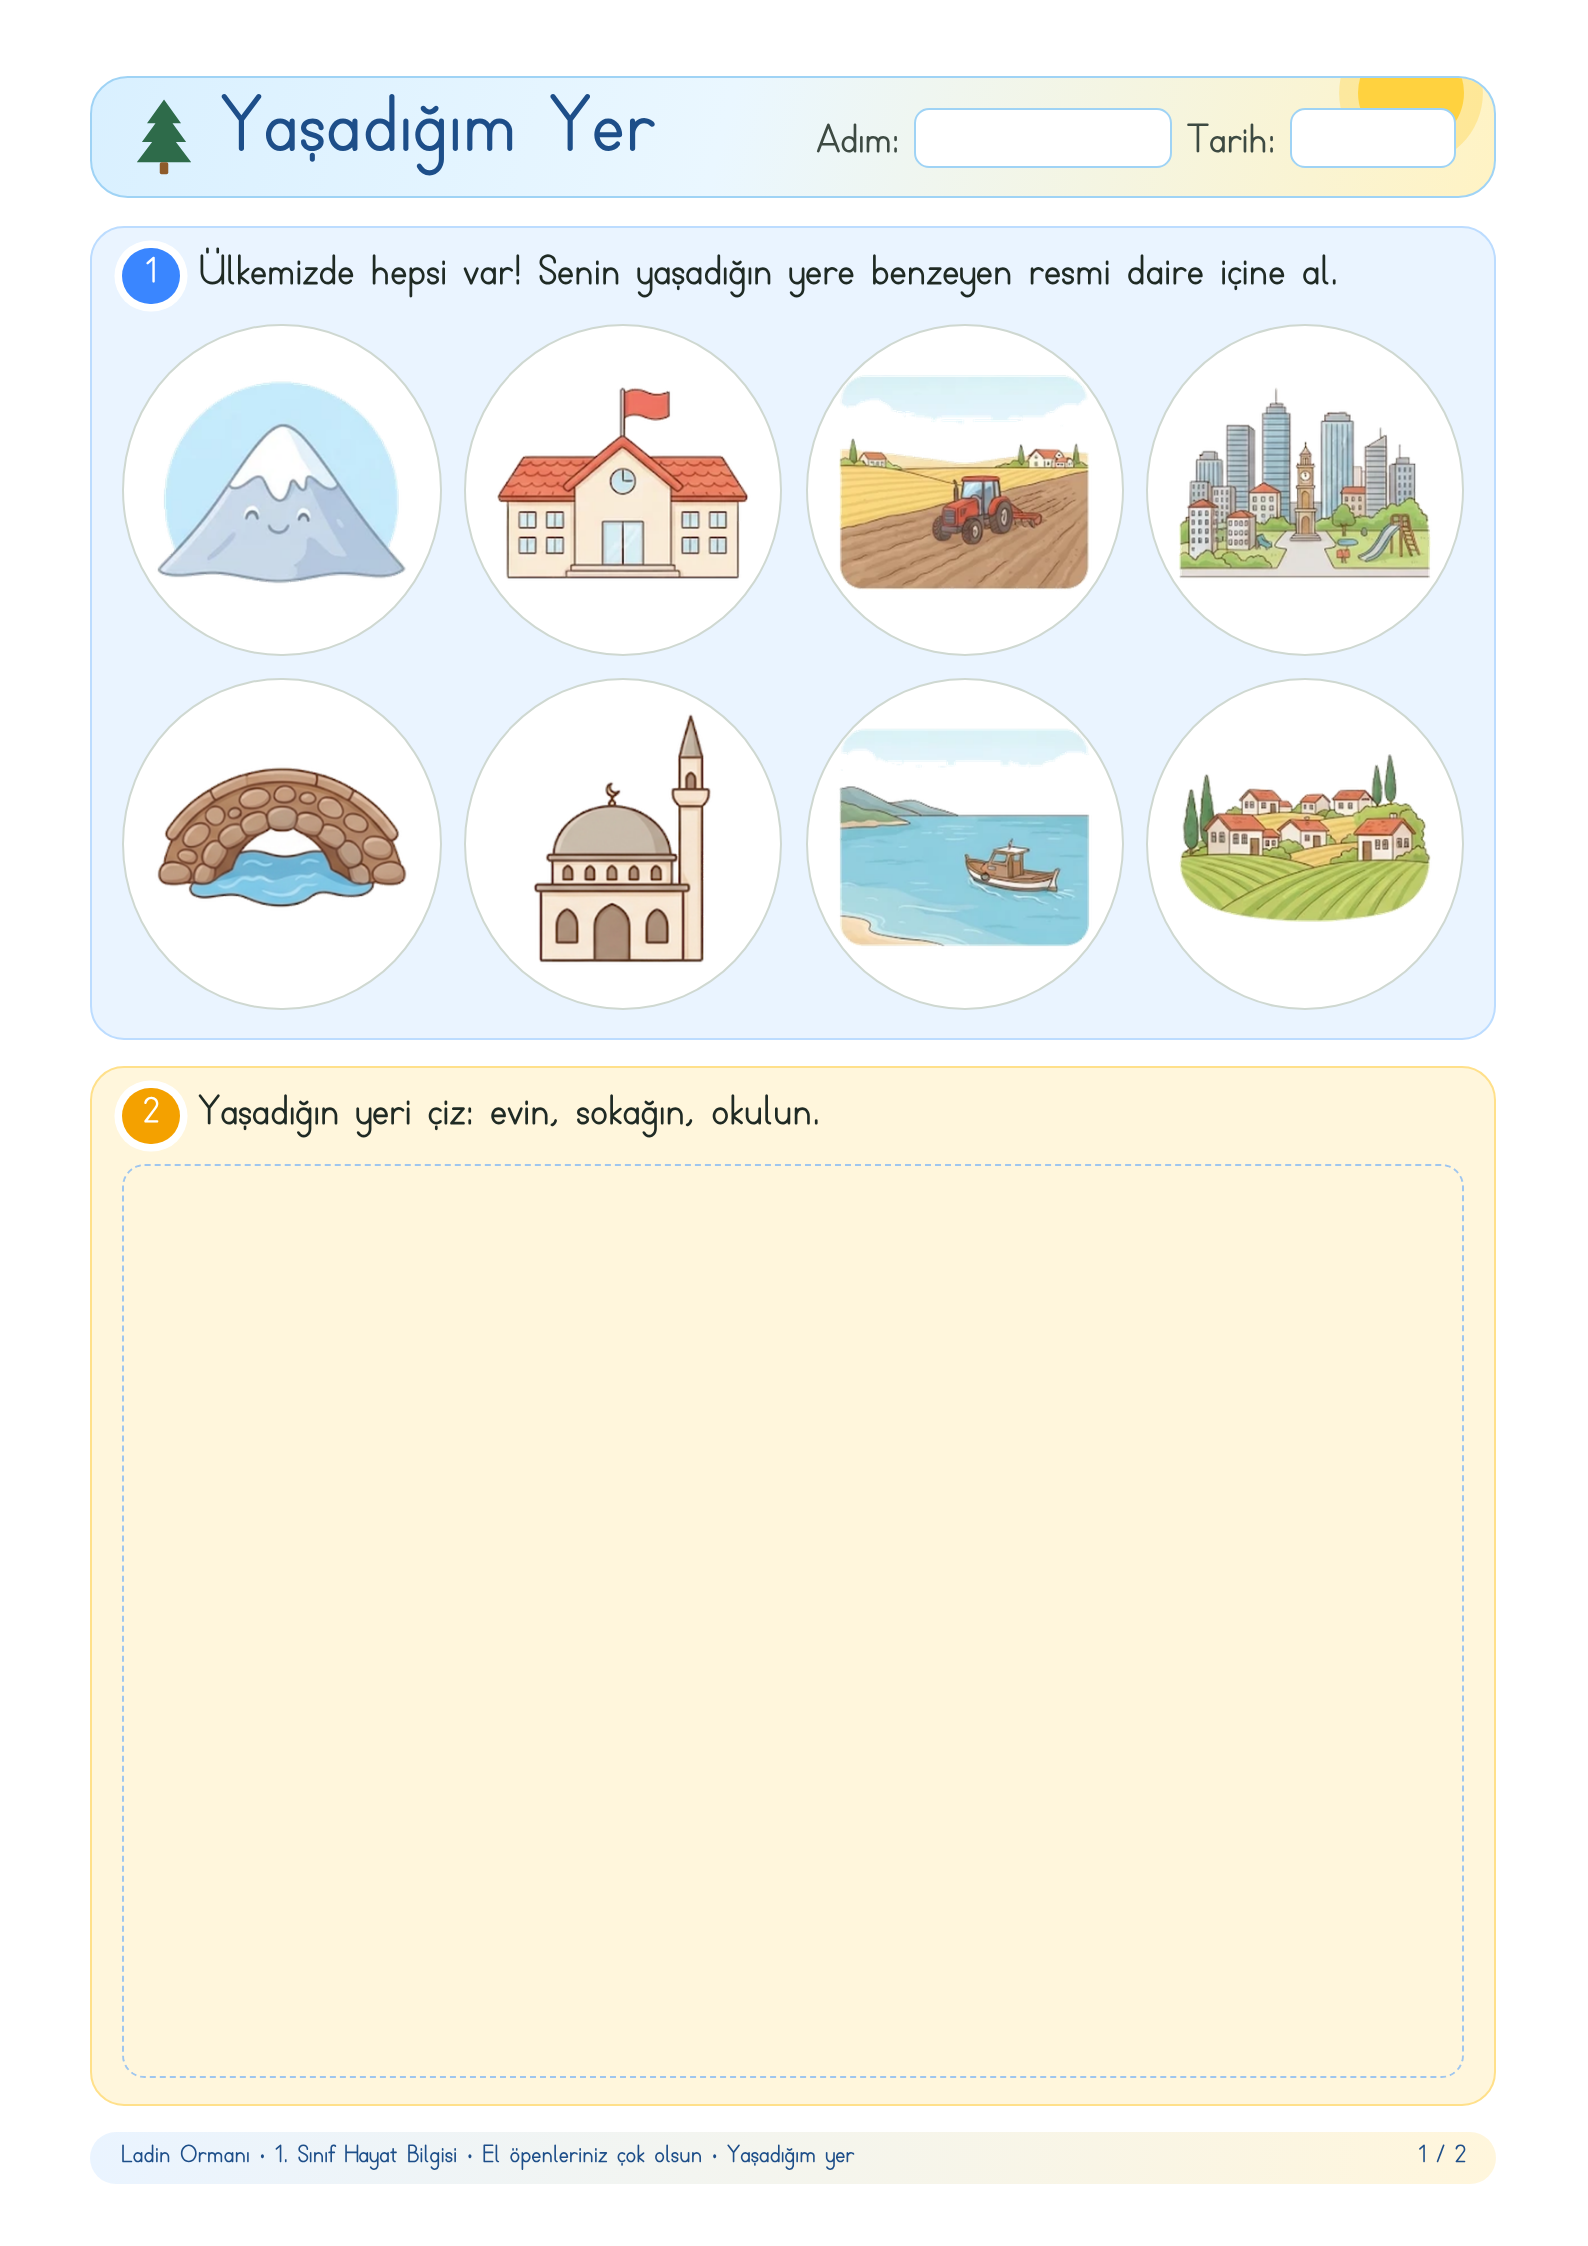 Yaşadığım Yer
Adım:
Tarih:
1 Ülkemizde hepsi var! Senin yaşadığın yere benzeyen resmi daire içine al.
2 Yaşadığın yeri çiz: evin, sokağın, okulun.
Ladin Ormanı • 1. Sınıf Hayat Bilgisi • El öpenleriniz çok olsun • Yaşadığım yer
1 / 2